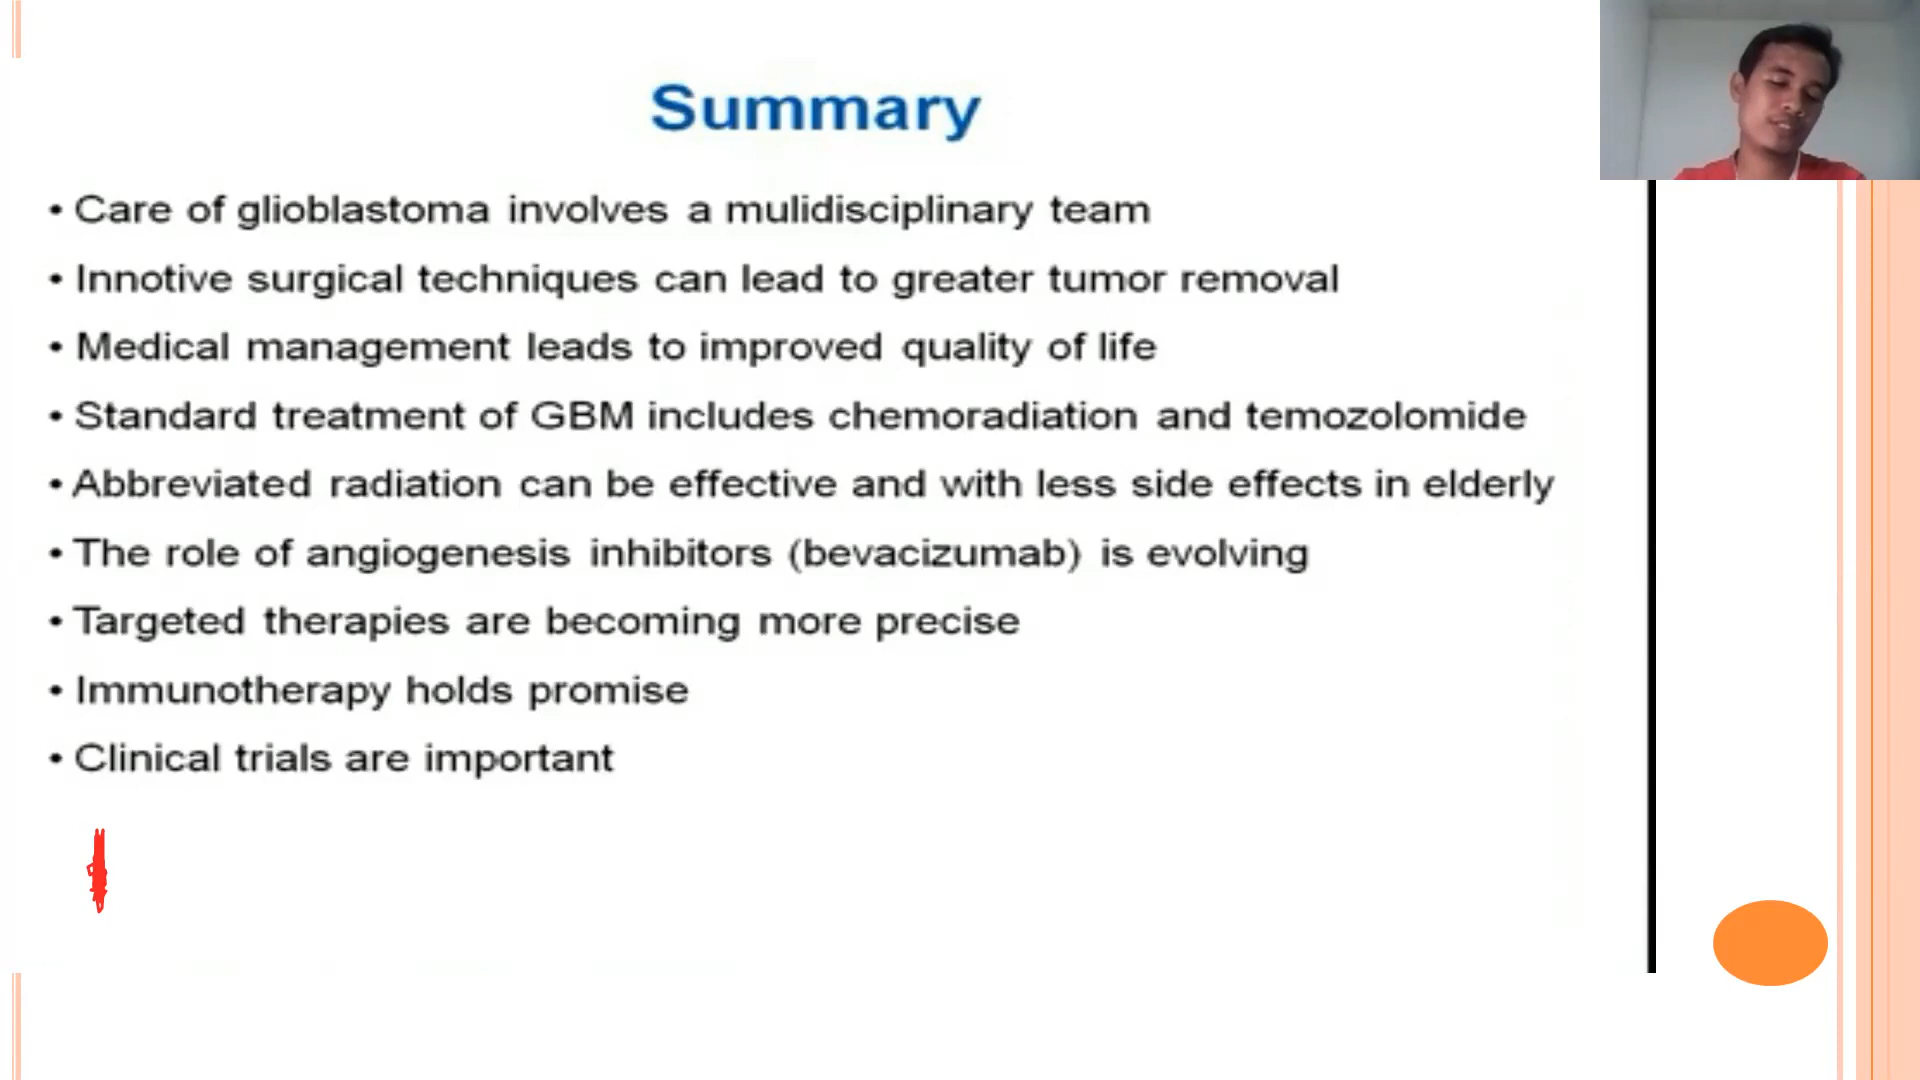 Summary
• Care of glioblastoma involves a mulidisciplinary team
• Innotive surgical techniques can lead to greater tumor removal
• Medical management leads to improved quality of life
• Standard treatment of GBM includes chemoradiation and temozolomide
• Abbreviated radiation can be effective and with less side effects in elderly
• The role of angiogenesis inhibitors (bevacizumab) is evolving
• Targeted therapies are becoming more precise
• Immunotherapy holds promise
• Clinical trials are important